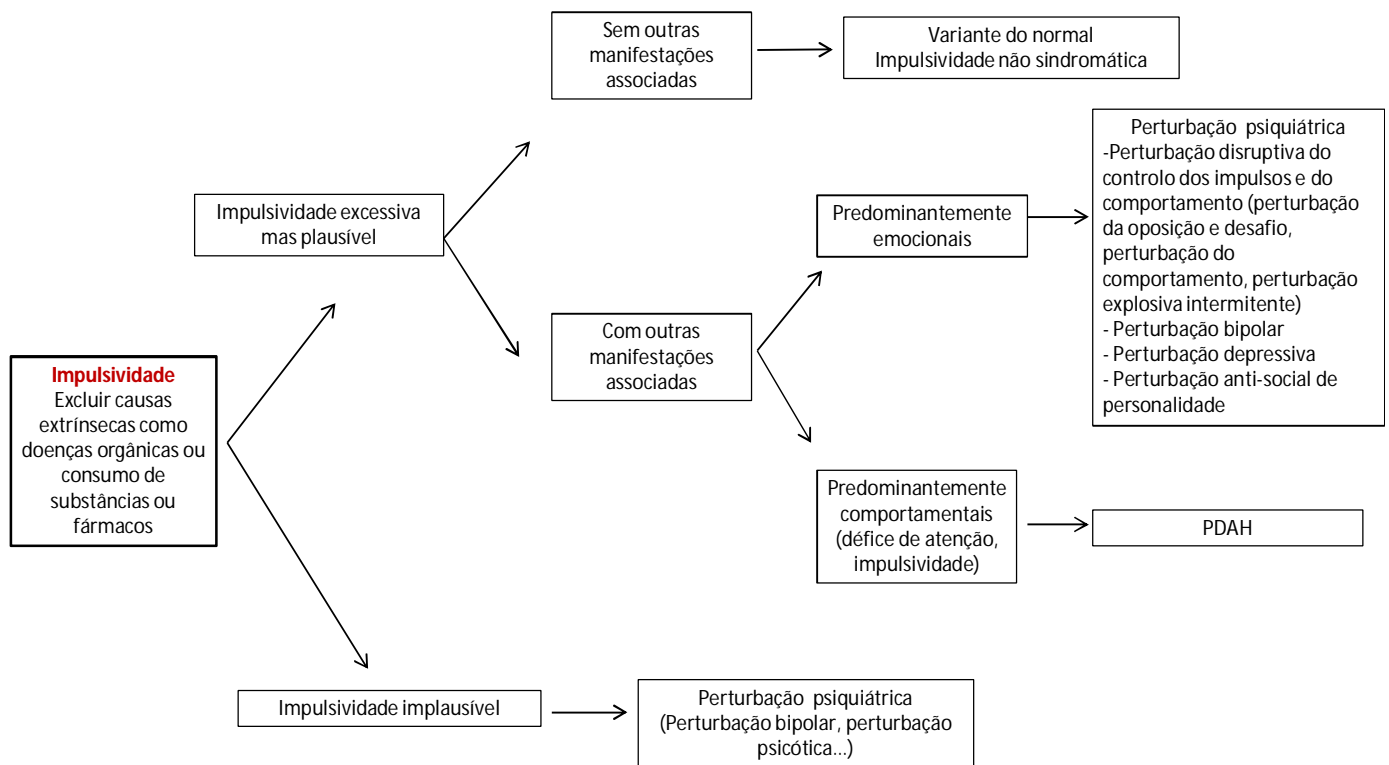 Sem outras
manifestações
associadas
Variante do normal
Impulsividade não sindromática
Impulsividade excessiva
mas plausível
Perturbação psiquiátrica
-Perturbação disruptiva do
controlo dos impulsos e do
comportamento (perturbação
da oposição e desafio,
perturbação do
comportamento, perturbação
explosiva intermitente)
- Perturbação bipolar
- Perturbação depressiva
- Perturbação anti-social de
personalidade
Predominantemente
emocionais
Com outras
manifestações
associadas
Impulsividade
Excluir causas
extrínsecas como
doenças orgânicas ou
consumo de
substâncias ou
fármacos
Predominantemente
comportamentais
(défice de atenção,
impulsividade)
PDAH
Impulsividade implausível
Perturbação psiquiátrica
(Perturbação bipolar, perturbação
psicótica...)